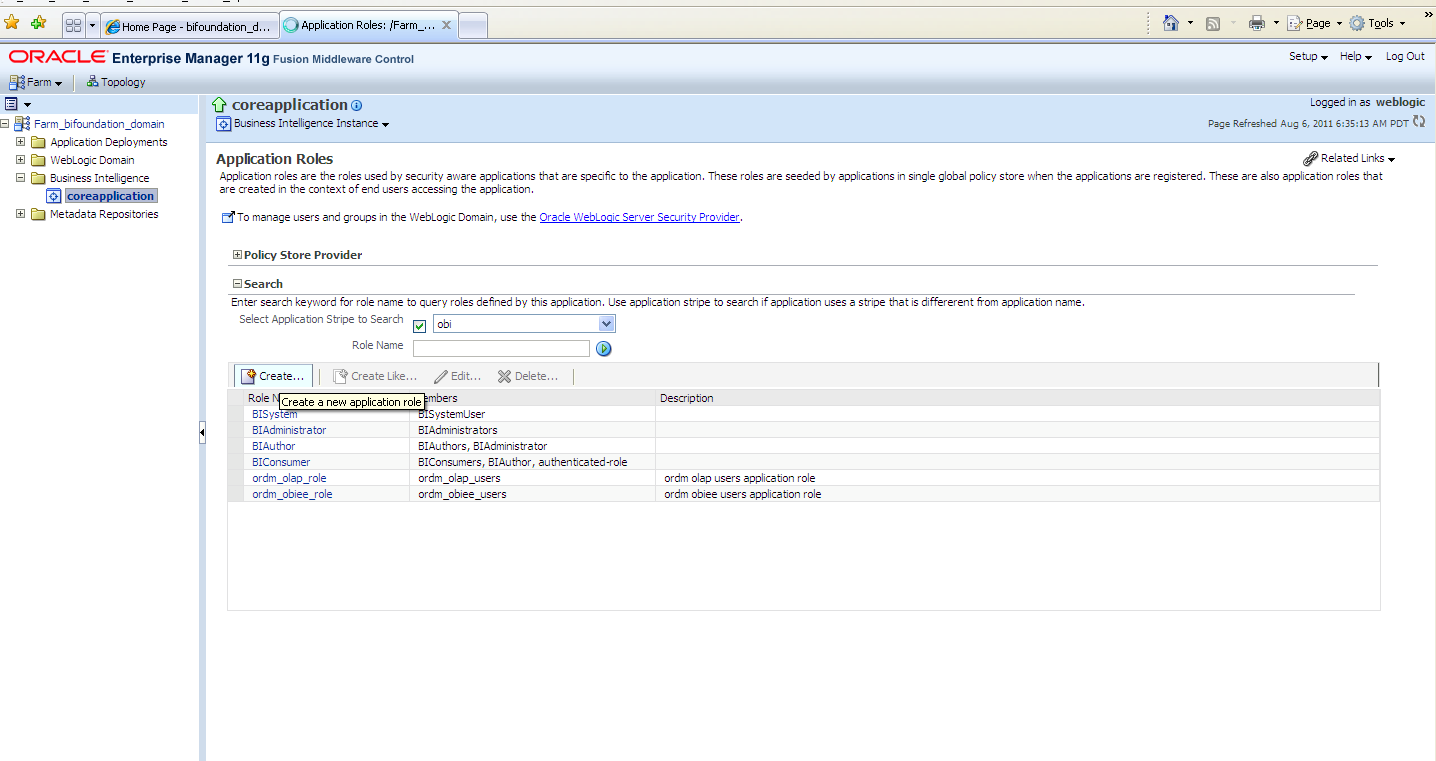 Home Page - bifoundation_d...
Application Roles: /Farm_...
Page
Tools
ORACLE Enterprise Manager 11g Fusion Middleware Control
Setup Help Log Out
Farm Topology
coreapplication
Logged in as weblogic
Business Intelligence Instance
Page Refreshed Aug 6, 2011 6:35:13 AM PDT
Farm_bifoundation_domain
Application Deployments
WebLogic Domain
Business Intelligence
coreapplication
Metadata Repositories
Application Roles
Related Links
Application roles are the roles used by security aware applications that are specific to the application. These roles are seeded by applications in single global policy store when the applications are registered. These are also application roles that
are created in the context of end users accessing the application.
To manage users and groups in the WebLogic Domain, use the Oracle WebLogic Server Security Provider.
Policy Store Provider
Search
Enter search keyword for role name to query roles defined by this application. Use application stripe to search if application uses a stripe that is differerent from application name.
Select Application Stripe to Search obi
Role Name
Create... Create Like... Edit... Delete...
Role N embers Description
Create a new application role
BISystem BISystemUser
BIAdministrator BIAdministrators
BIAuthor BIAuthors, BIAdministrator
BIConsumer BIConsumers, BIAuthor, authenticated-role
ordm_olap_role ordm_olap_users ordm olap users application role
ordm_obiee_role ordm_obiee_users ordm obiee users application role